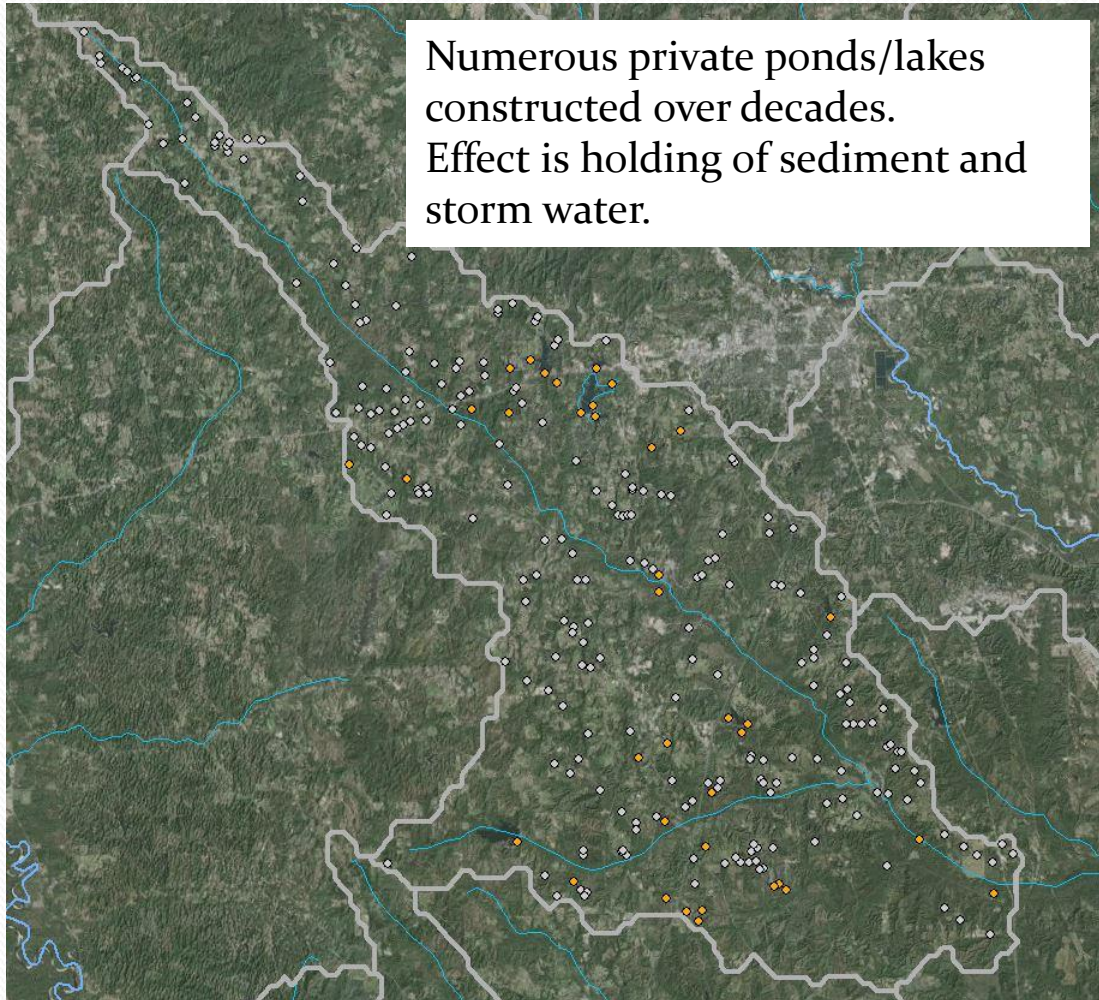 Numerous private ponds/lakes
constructed over decades.
Effect is holding of sediment and
storm water.